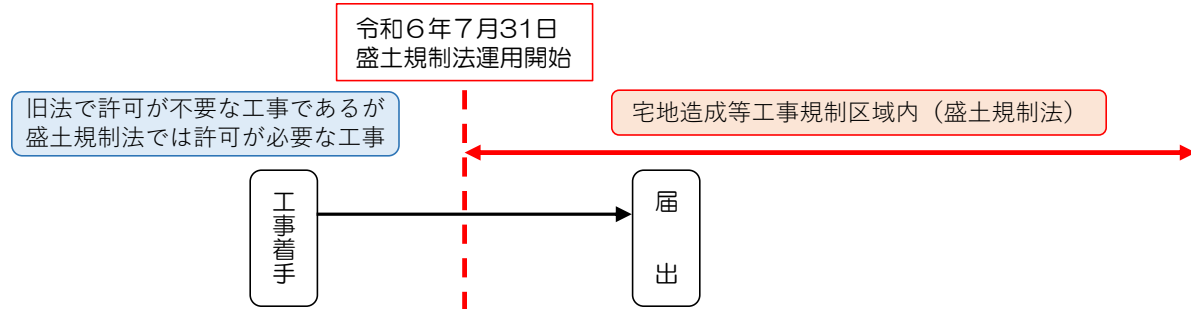 令和６年７月31日
盛土規制法運用開始
旧法で許可が不要な工事であるが
盛土規制法では許可が必要な工事
宅地造成等工事規制区域内（盛土規制法）
工事着手
届出